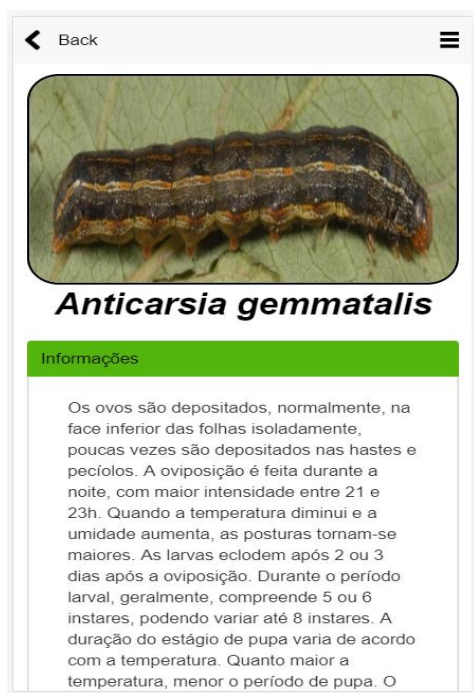 Back
Anticarsia gemmatalis
Informações
Os ovos são depositados, normalmente, na
face inferior das folhas isoladamente,
poucas vezes são depositados nas hastes e
pecíolos. A oviposição é feita durante a
noite, com maior intensidade entre 21 e
23h. Quando a temperatura diminui e a
umidade aumenta, as posturas tornam-se
maiores. As larvas eclodem após 2 ou 3
dias após a oviposição. Durante o período
larval, geralmente, compreende 5 ou 6
instares, podendo variar até 8 instares. A
duração do estágio de pupa varia de acordo
com a temperatura. Quanto maior a
temperatura, menor o período de pupa. O